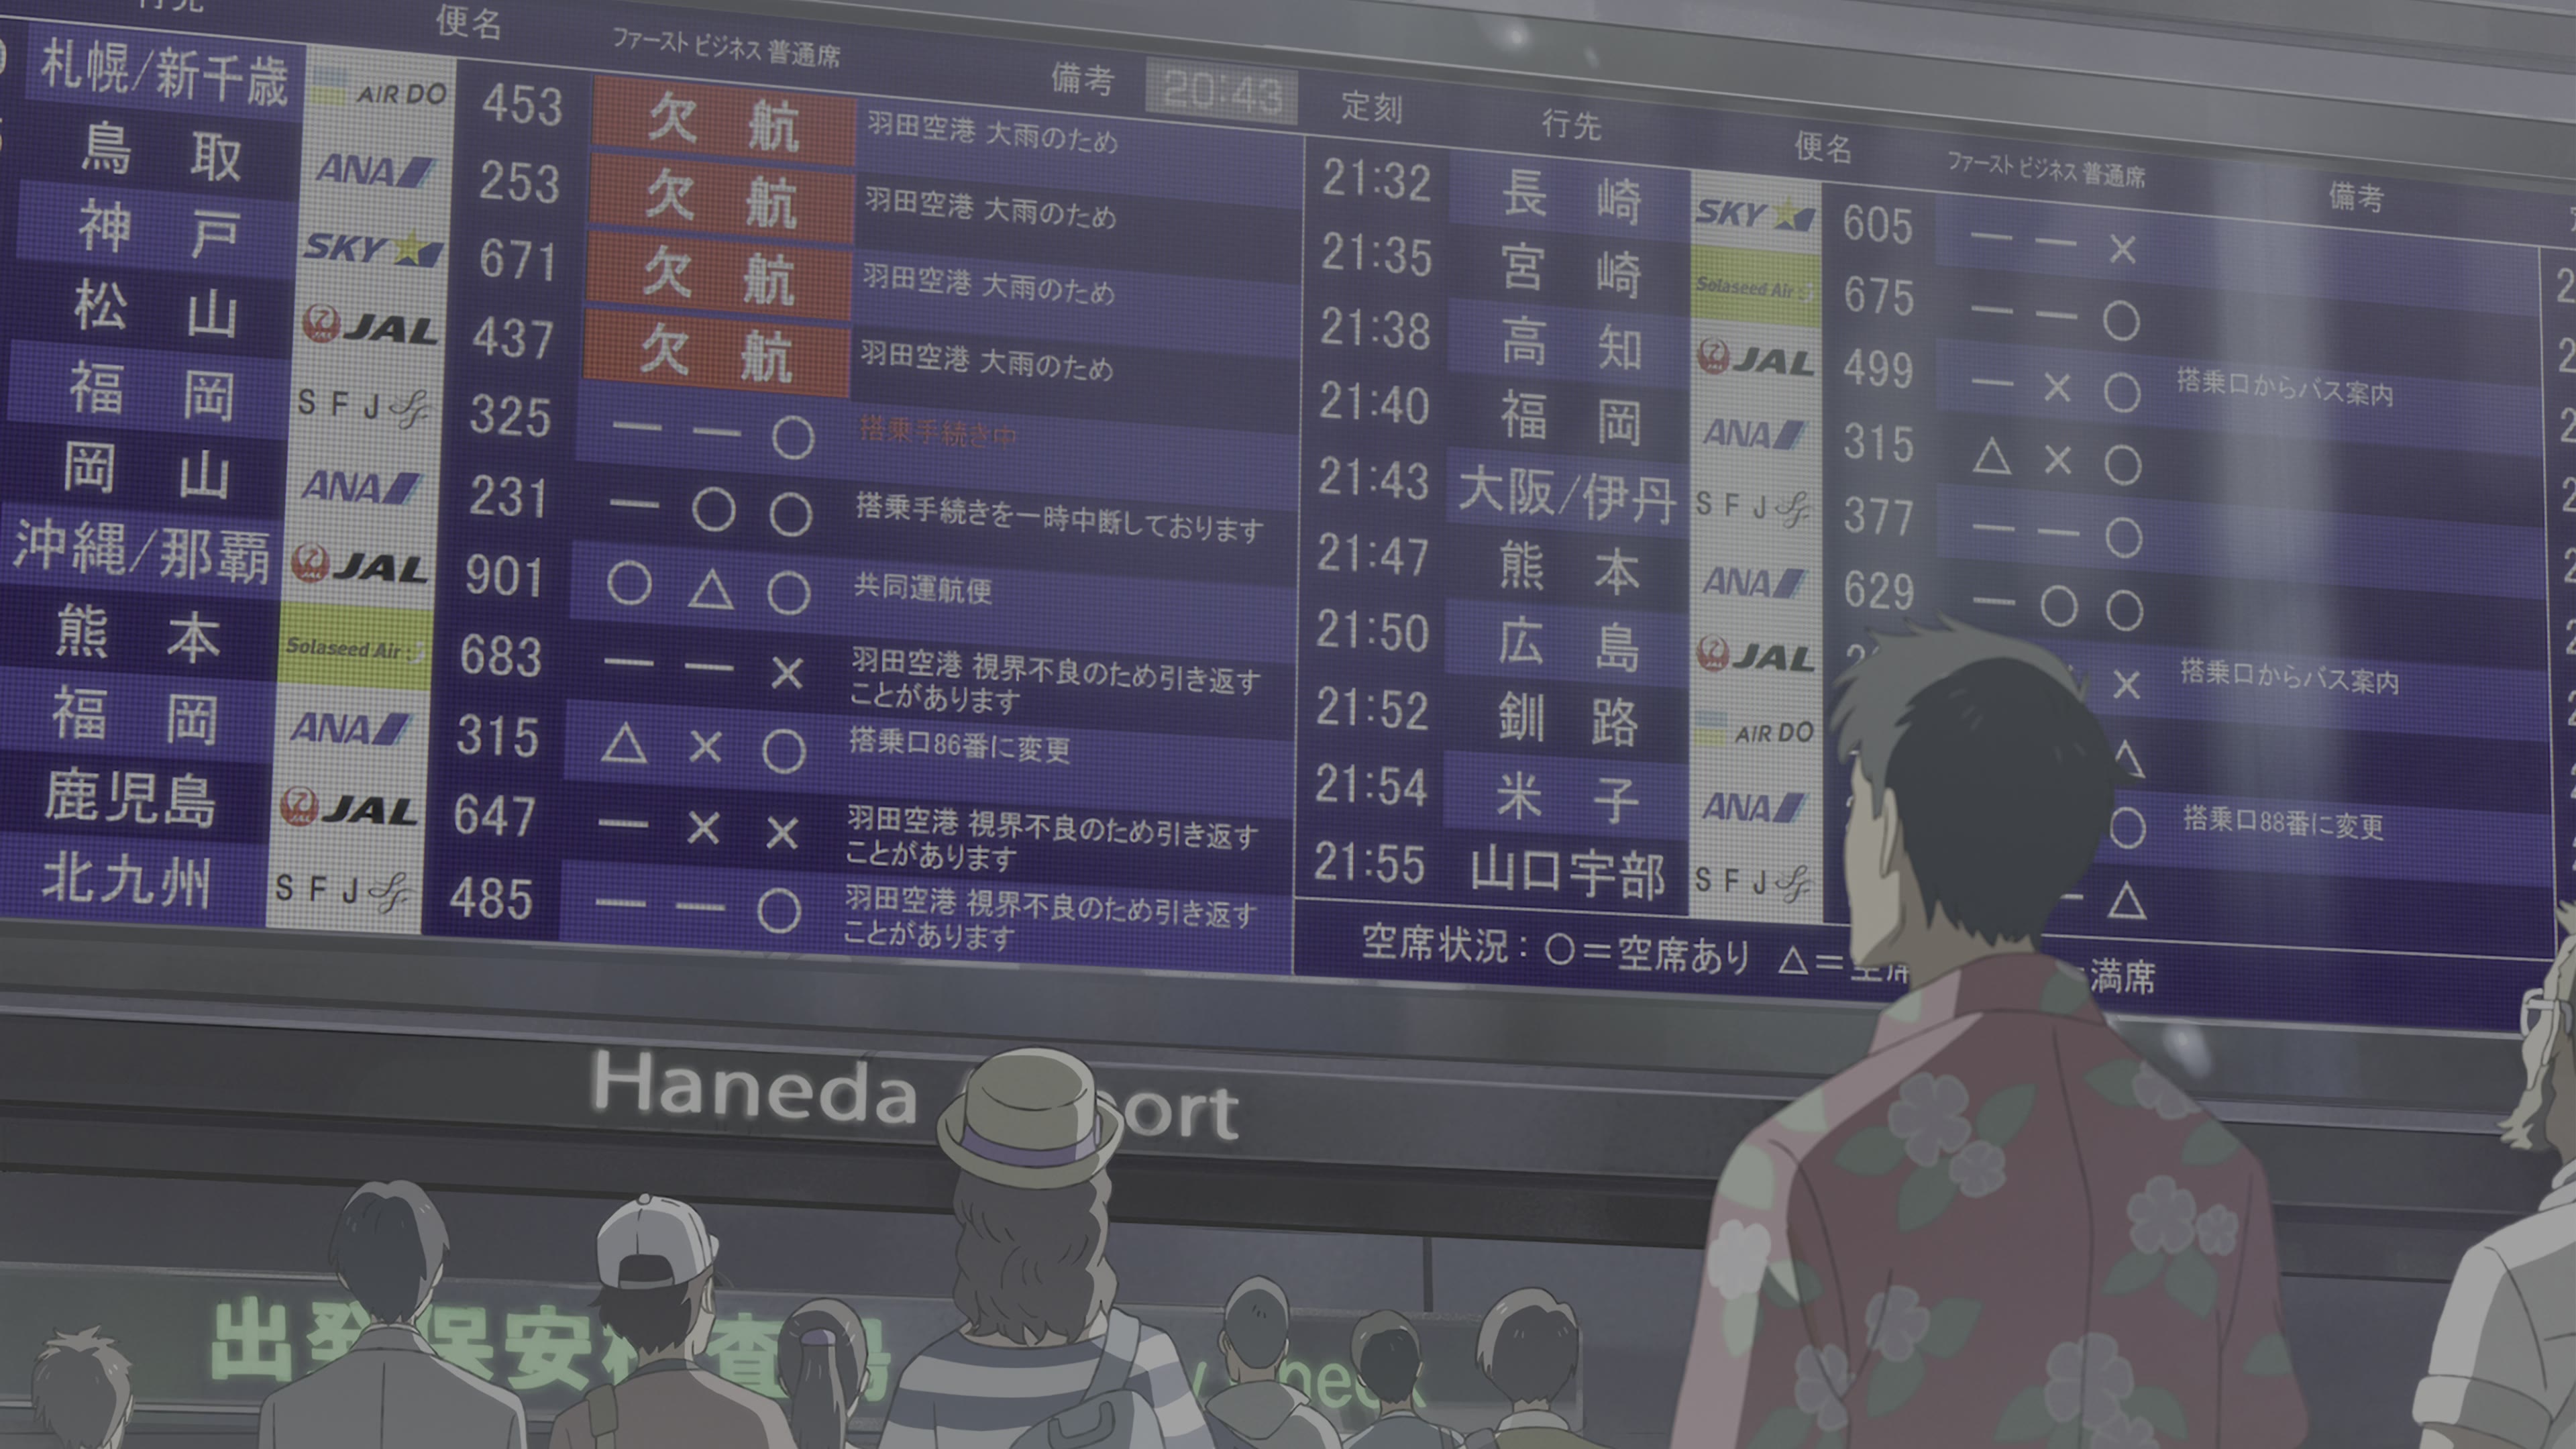 行先 便名 ファースト ビジネス 普通席 備考 20:43
札幌/新千歳 AIR DO 453 欠航 羽田空港 大雨のため
鳥取 ANA 253 欠航 羽田空港 大雨のため
神戸 SKY 671 欠航 羽田空港 大雨のため
松山 JAL 437 欠航 羽田空港 大雨のため
福岡 SFJ 325 — — ○ 搭乗手続き中
岡山 ANA 231 — ○ ○ 搭乗手続きを一時中断しております
沖縄/那覇 JAL 901 ○ △ ○ 共同運航便
熊本 Solaseed Air 683 — — × 羽田空港 視界不良のため引き返す
ことがあります
福岡 ANA 315 △ × ○ 搭乗口86番に変更
鹿児島 JAL 647 — × × 羽田空港 視界不良のため引き返す
ことがあります
北九州 SFJ 485 — — ○ 羽田空港 視界不良のため引き返す
ことがあります
定刻 行先 便名 ファースト ビジネス 普通席 備考
21:32 長崎 SKY 605 — — ×
21:35 宮崎 Solaseed Air 675 — — ○
21:38 高知 JAL 499 — × ○ 搭乗口からバス案内
21:40 福岡 ANA 315 △ × ○
21:43 大阪/伊丹 SFJ 377 — — ○
21:47 熊本 ANA 629 — ○ ○
21:50 広島 JAL × 搭乗口からバス案内
21:52 釧路 AIR DO △
21:54 米子 ANA ○ 搭乗口88番に変更
21:55 山口宇部 SFJ — △
空席状況：○＝空席あり △＝空席 満席
Haneda
出発保安検査場